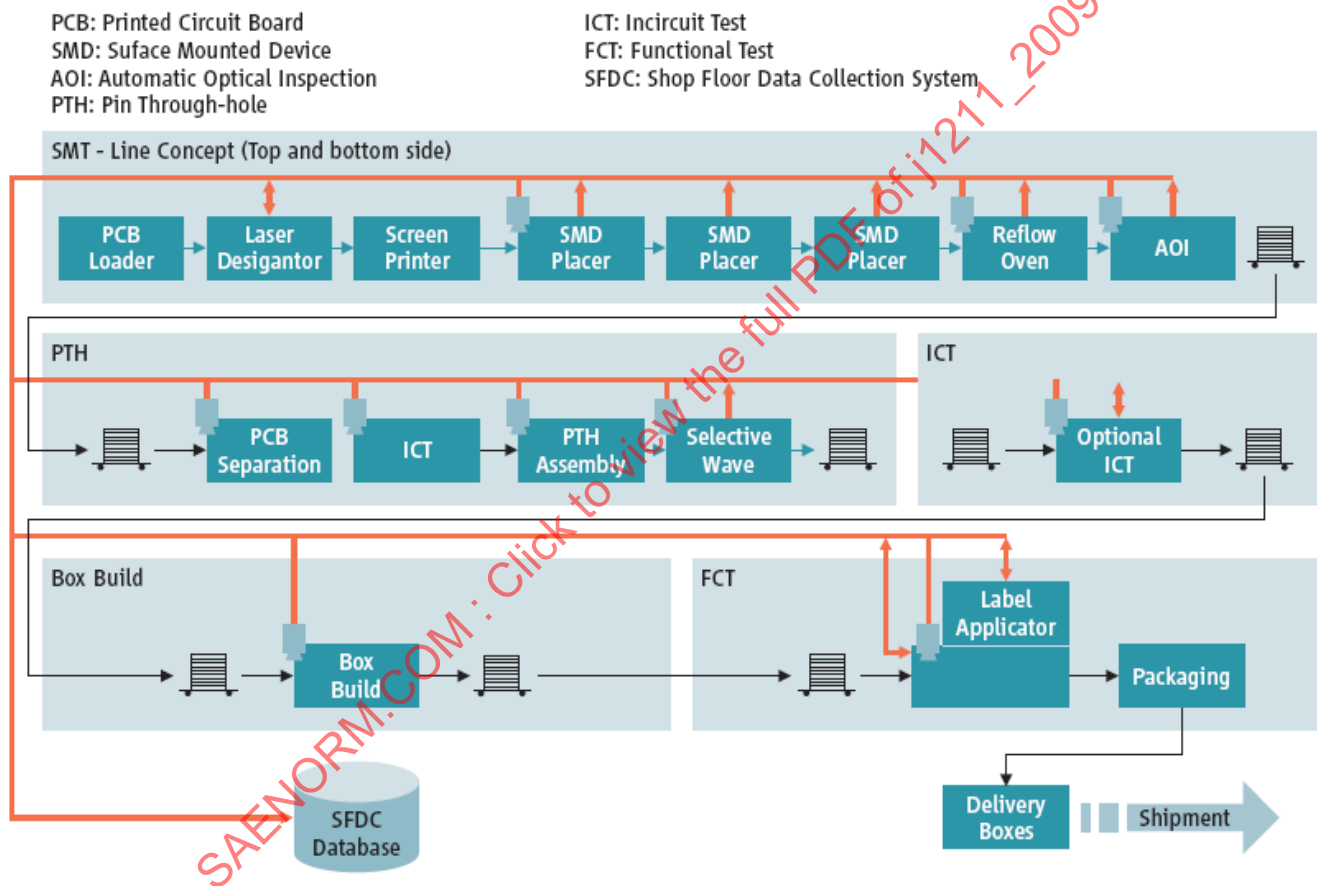 PCB: Printed Circuit Board
SMD: Suface Mounted Device
AOI: Automatic Optical Inspection
PTH: Pin Through-hole
ICT: Incircuit Test
FCT: Functional Test
SFDC: Shop Floor Data Collection System
SMT - Line Concept (Top and bottom side)
PCB
Loader
Laser
Desigantor
Screen
Printer
SMD
Placer
SMD
Placer
SMD
Placer
Reflow
Oven
AOI
PTH
PCB
Separation
ICT
PTH
Assembly
Selective
Wave
ICT
Optional
ICT
Box Build
Box
Build
FCT
Label
Applicator
Packaging
SFDC
Database
Delivery
Boxes
Shipment
SAENORM.COM : Click to view the full PDF of j1211_2009